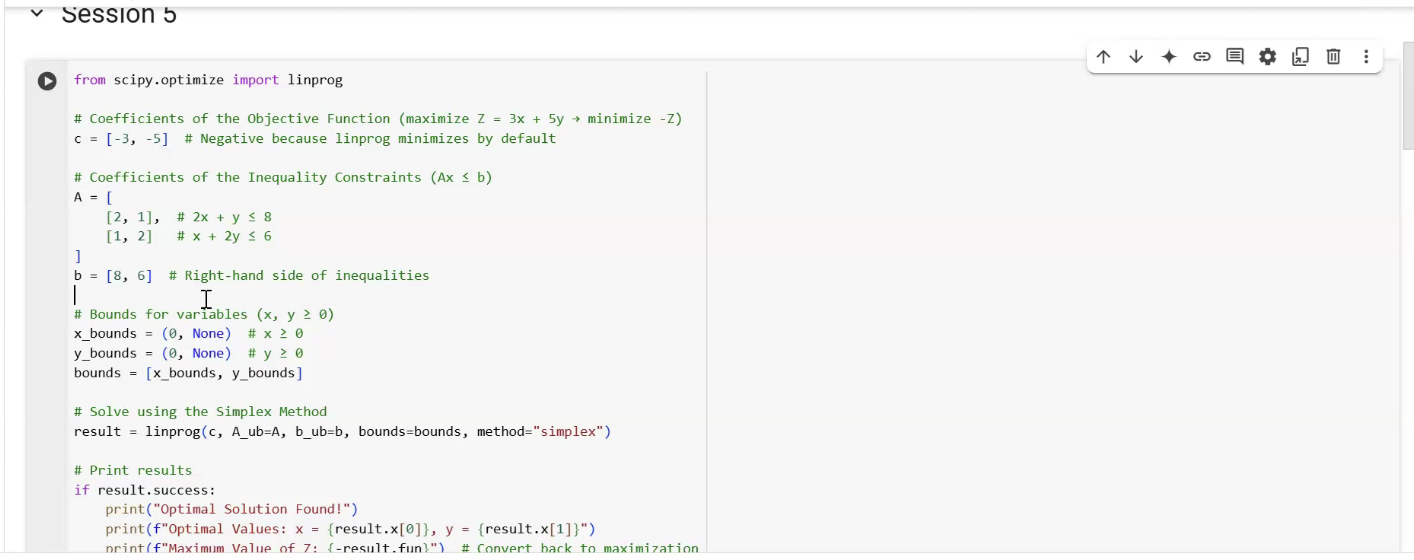 Session 5
from scipy.optimize import linprog
# Coefficients of the Objective Function (maximize Z = 3x + 5y → minimize -Z)
c = [-3, -5]  # Negative because linprog minimizes by default
# Coefficients of the Inequality Constraints (Ax ≤ b)
A = [
    [2, 1],  # 2x + y ≤ 8
    [1, 2]   # x + 2y ≤ 6
]
b = [8, 6]  # Right-hand side of inequalities
# Bounds for variables (x, y ≥ 0)
x_bounds = (0, None)  # x ≥ 0
y_bounds = (0, None)  # y ≥ 0
bounds = [x_bounds, y_bounds]
# Solve using the Simplex Method
result = linprog(c, A_ub=A, b_ub=b, bounds=bounds, method="simplex")
# Print results
if result.success:
    print("Optimal Solution Found!")
    print(f"Optimal Values: x = {result.x[0]}, y = {result.x[1]}")
    print(f"Maximum Value of Z: {-result.fun}")  # Convert back to maximization